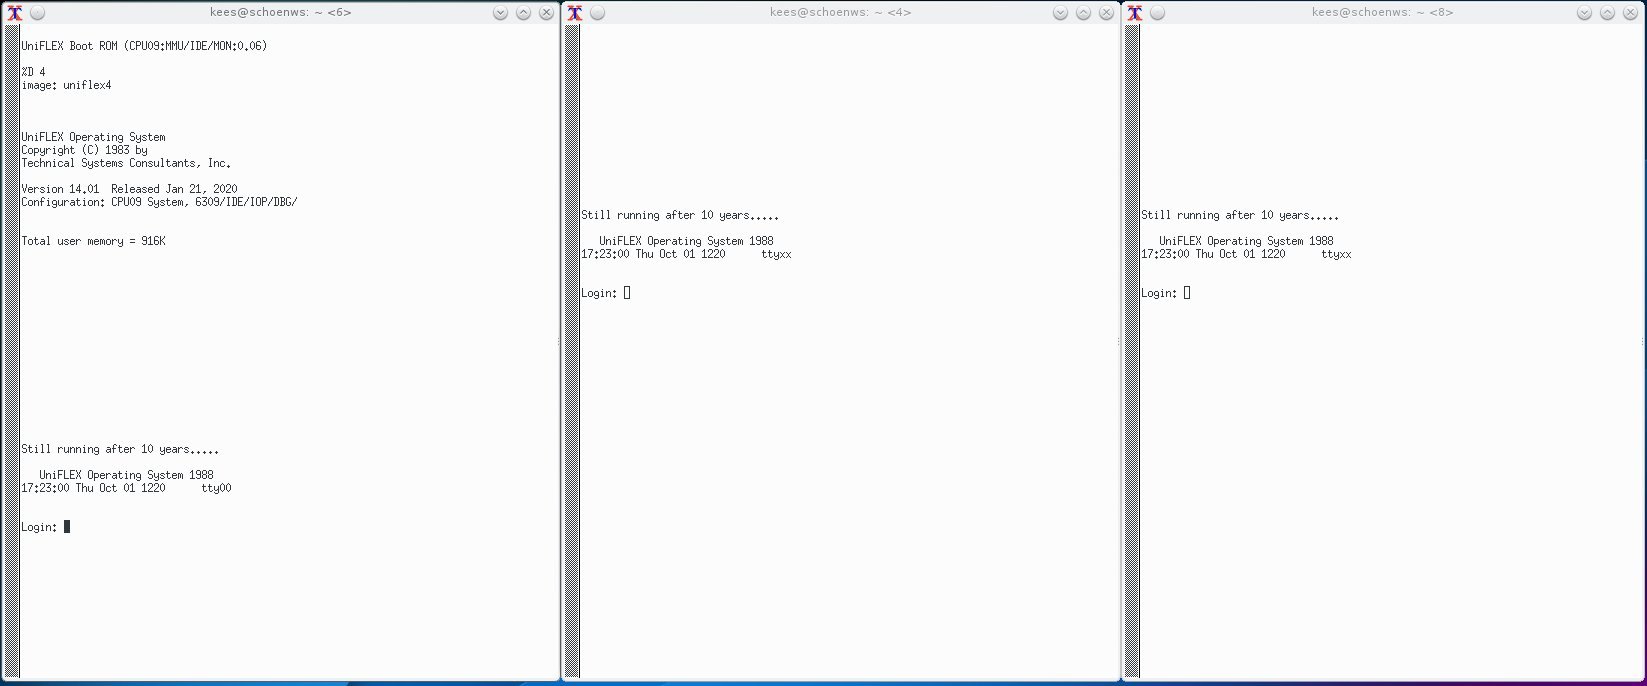 kees@schoenws: ~ <6>
UniFLEX Boot ROM (CPU09:MMU/IDE/MON:0.06)
%D 4
image: uniflex4
UniFLEX Operating System
Copyright (C) 1983 by
Technical Systems Consultants, Inc.
Version 14.01  Released Jan 21, 2020
Configuration: CPU09 System, 6309/IDE/IOP/DBG/
Total user memory = 916K
Still running after 10 years.....
UniFLEX Operating System 1988
17:23:00 Thu Oct 01 1220      tty00
Login:
kees@schoenws: ~ <4>
Still running after 10 years.....
UniFLEX Operating System 1988
17:23:00 Thu Oct 01 1220      ttyxx
Login:
kees@schoenws: ~ <8>
Still running after 10 years.....
UniFLEX Operating System 1988
17:23:00 Thu Oct 01 1220      ttyxx
Login: